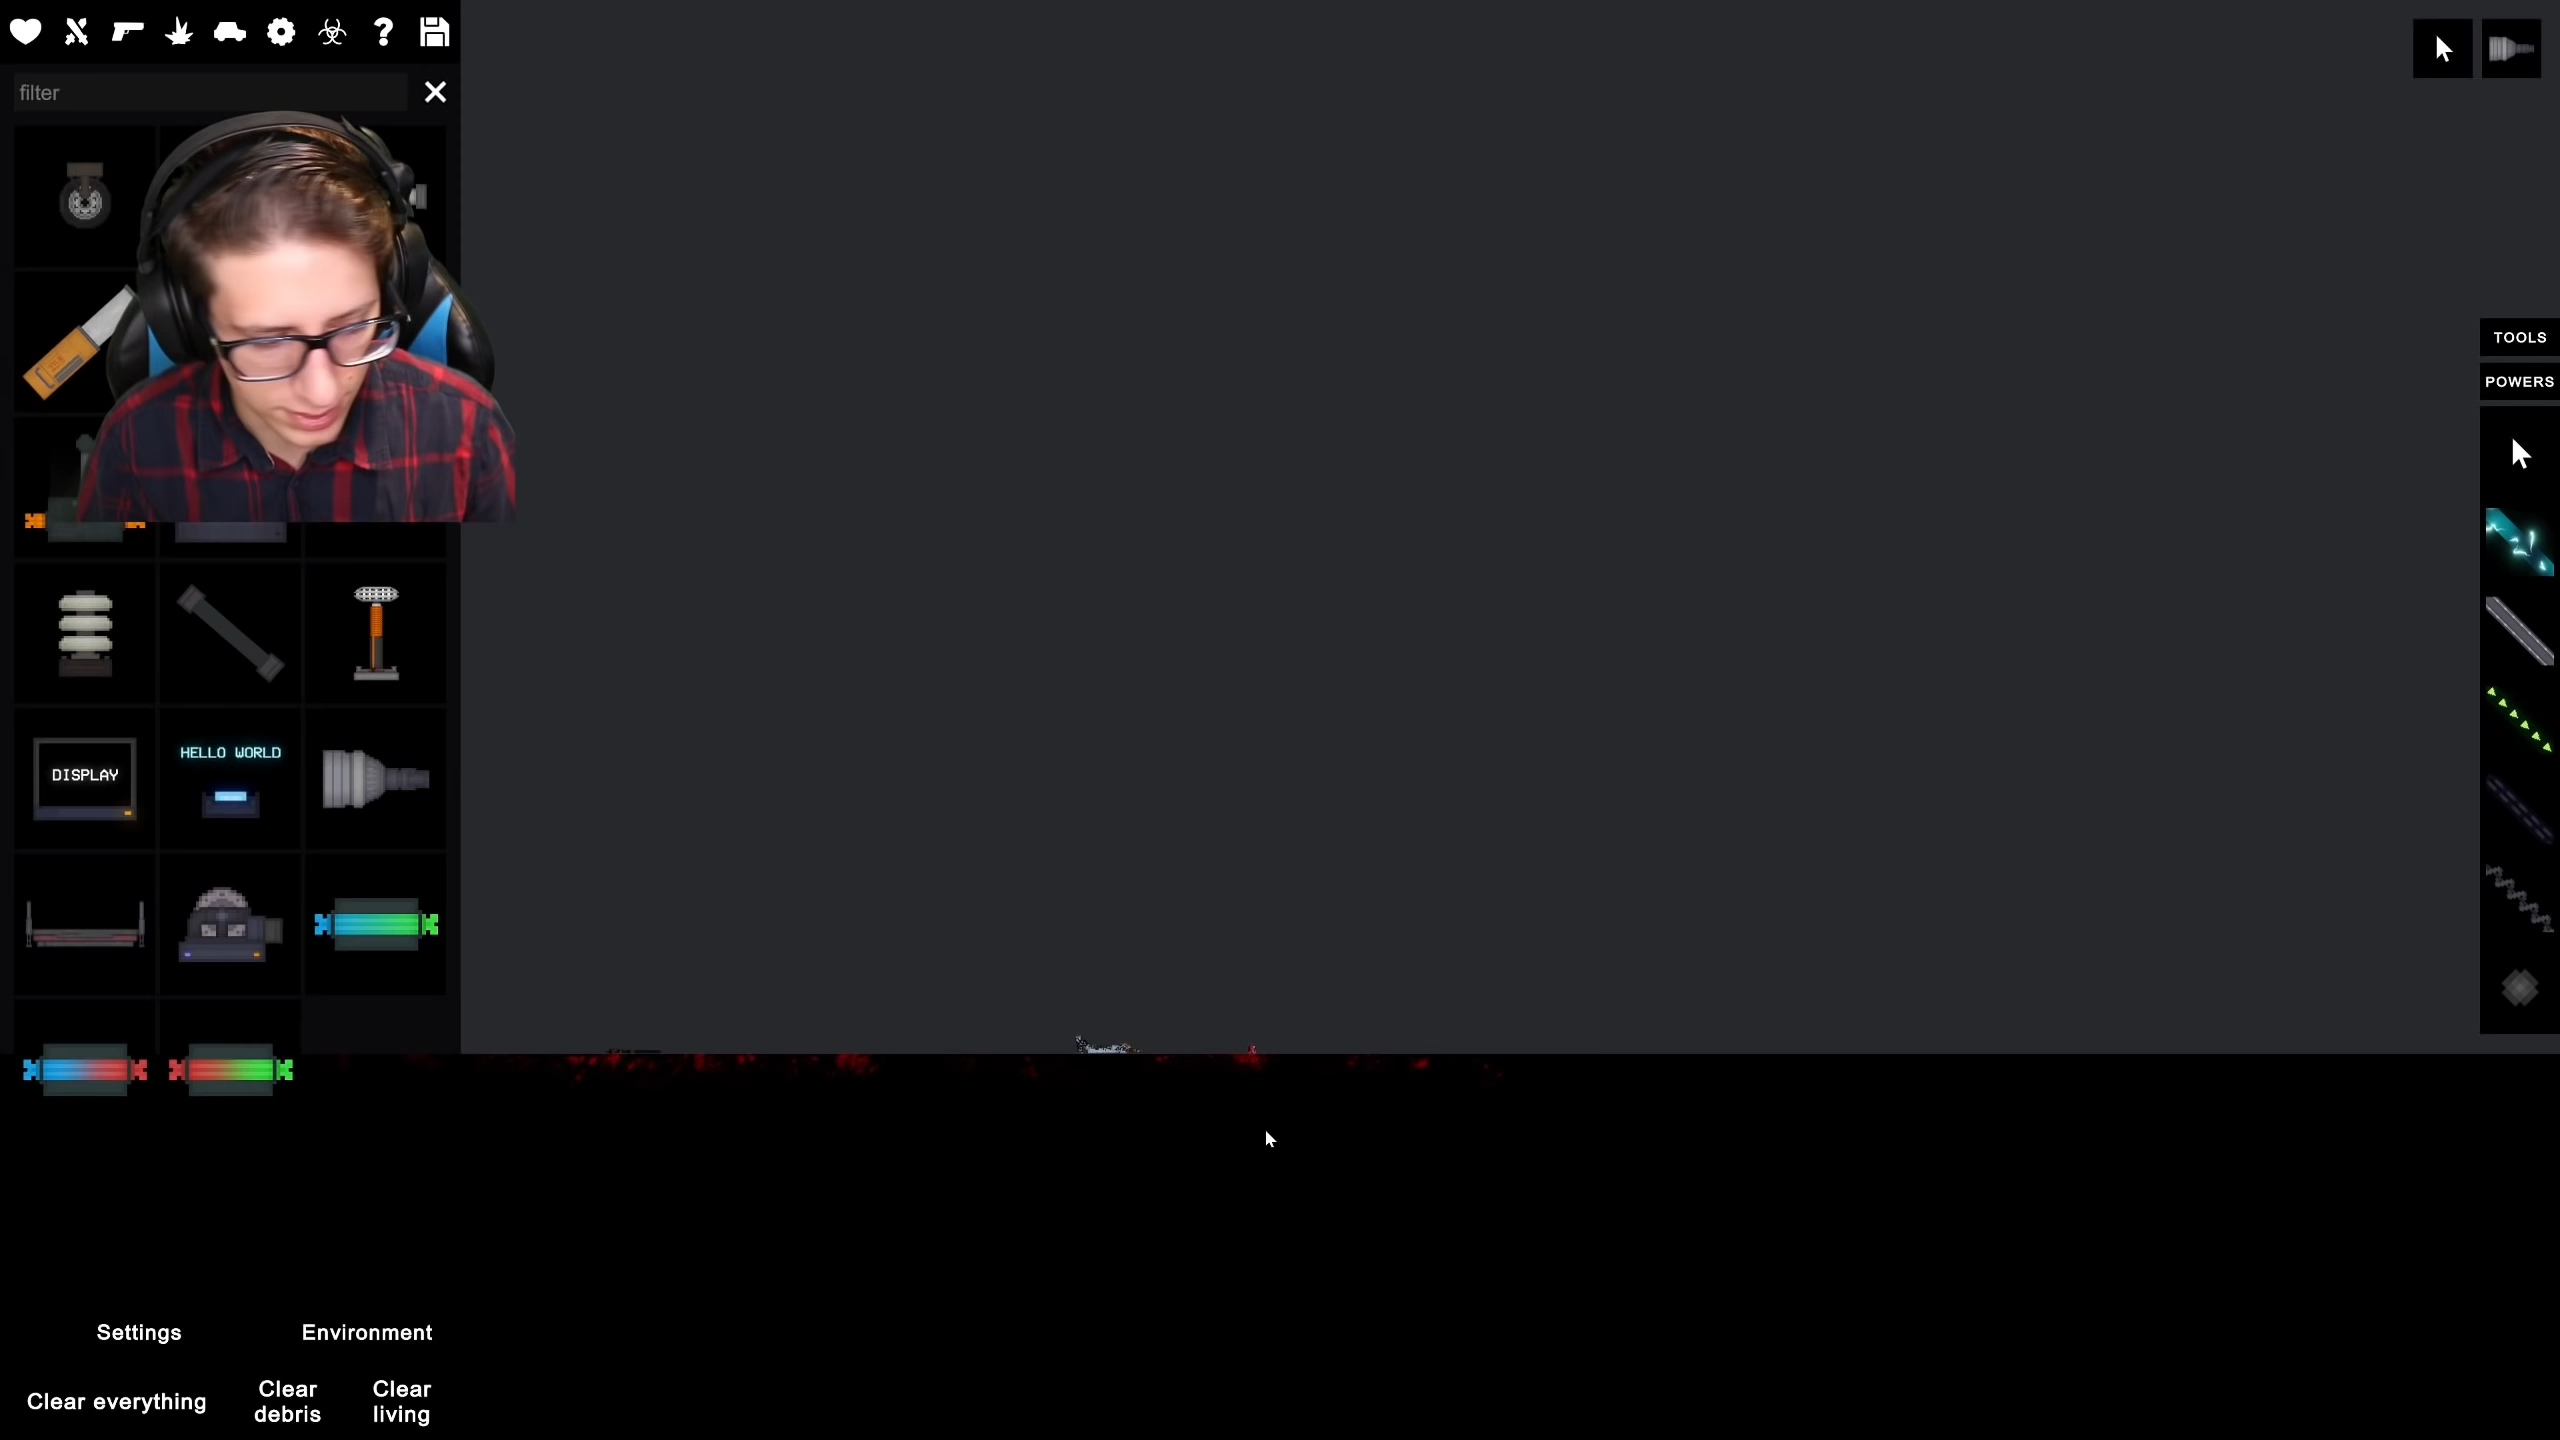 filter
TOOLS
POWERS
DISPLAY
HELLO WORLD
Settings
Environment
Clear everything
Clear
debris
Clear
living